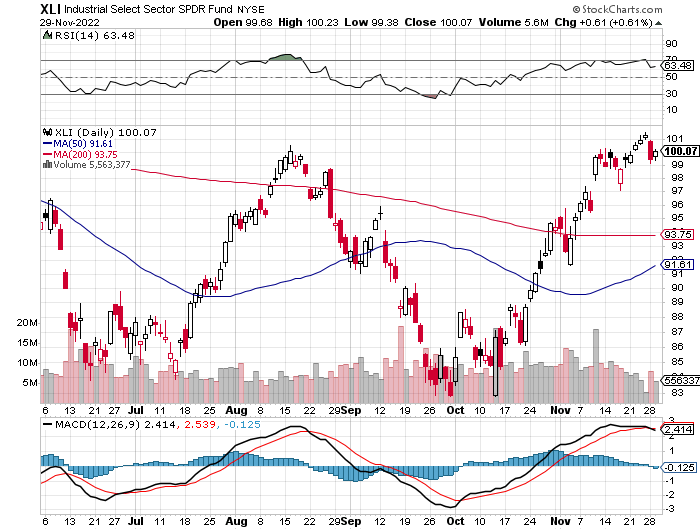 XLI Industrial Select Sector SPDR Fund NYSE © StockCharts.com
29-Nov-2022 Open 99.68 High 100.23 Low 99.38 Close 100.07 Volume 5.6M Chg +0.61 (+0.61%)
RSI(14) 63.48
90
70
63.48
50
30
10
XLI (Daily) 100.07
MA(50) 91.61
MA(200) 93.75
Volume 5,563,377
101
100.07
99
98
97
96
95
93.75
93
91.61
90
89
88
87
86
85
84
83
20M
15M
10M
5M
5563377
6 13 21 27 Jul 11 18 25 Aug 8 15 22 Sep 12 19 26 Oct 10 17 24 Nov 7 14 21 28
MACD(12,26,9) 2.414, 2.539, -0.125
2.414
1
-0.125
-1
-2
-3
6 13 21 27 Jul 11 18 25 Aug 8 15 22 Sep 12 19 26 Oct 10 17 24 Nov 7 14 21 28